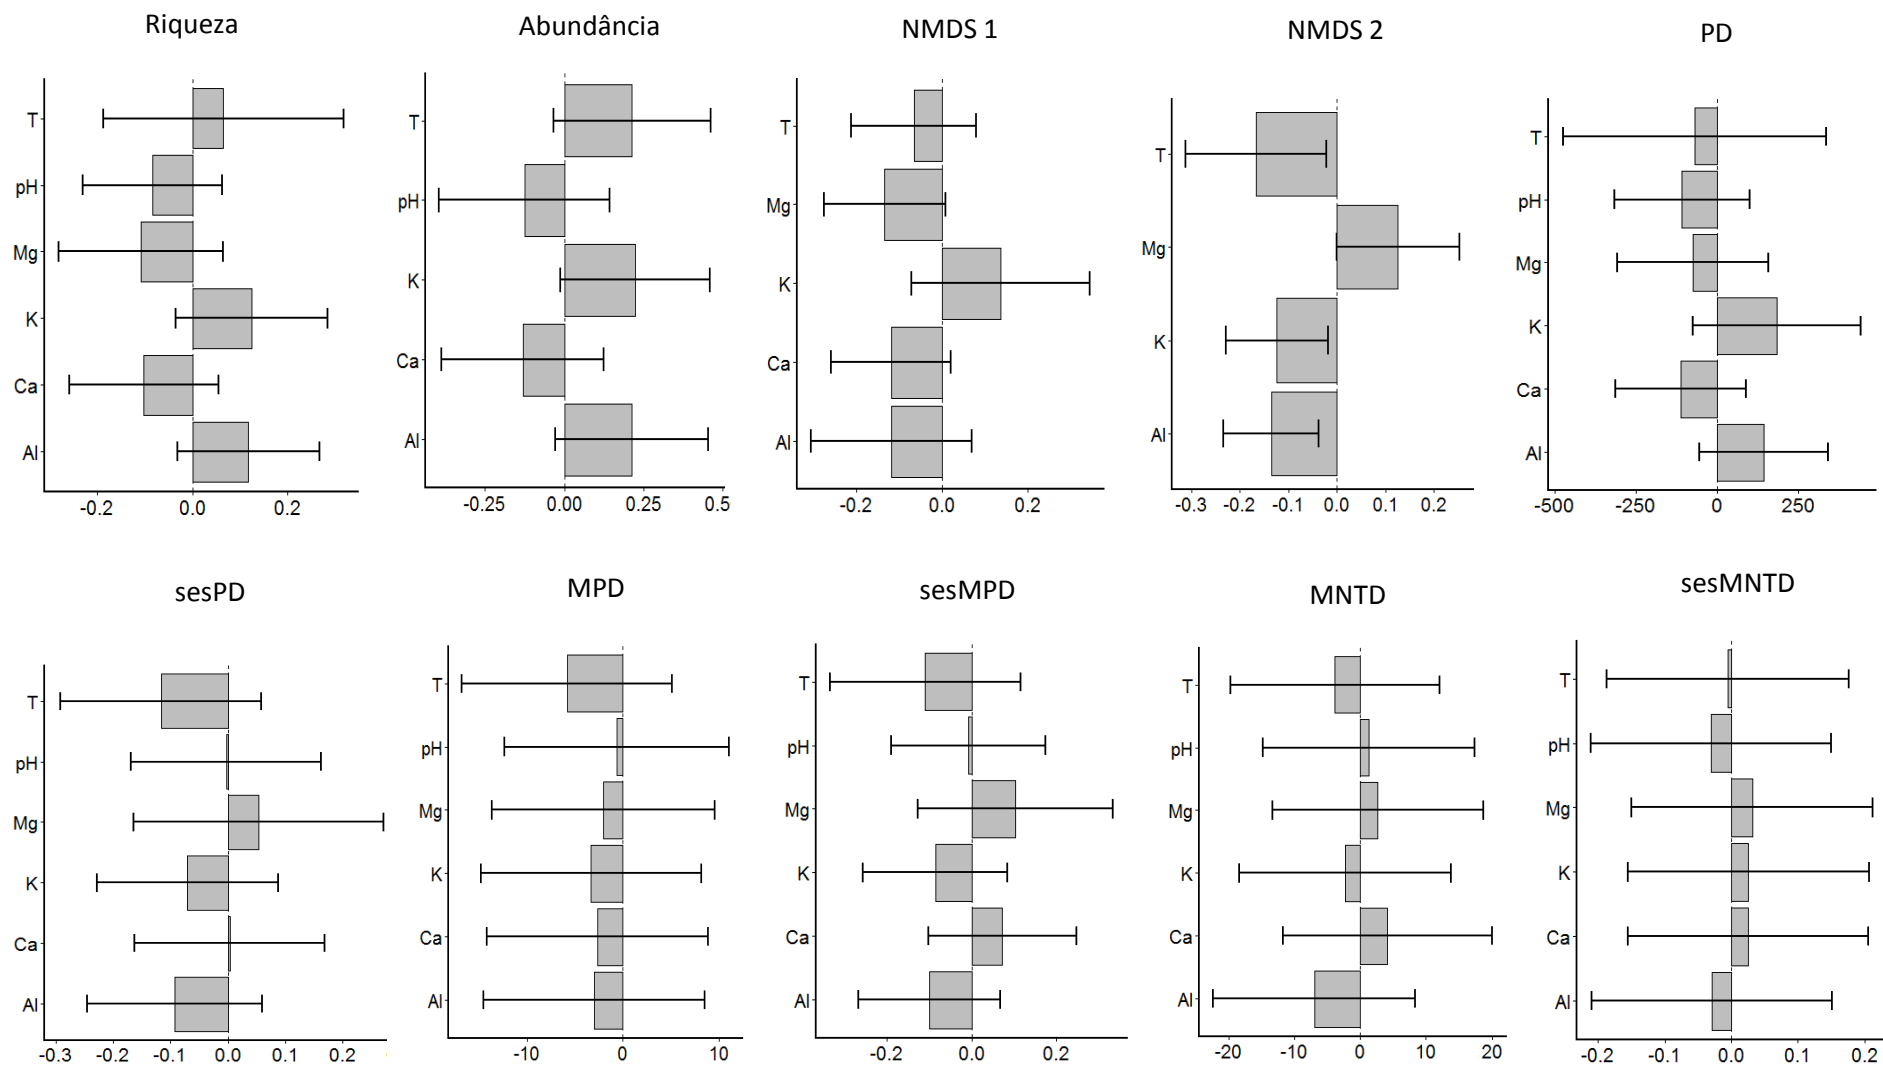 Riqueza
T
pH
Mg
K
Ca
Al
-0.2 0.0 0.2
Abundância
T
pH
K
Ca
Al
-0.25 0.00 0.25 0.5
NMDS 1
T
Mg
K
Ca
Al
-0.2 0.0 0.2
NMDS 2
T
Mg
K
Al
-0.3 -0.2 -0.1 0.0 0.1 0.2
PD
T
pH
Mg
K
Ca
Al
-500 -250 0 250
sesPD
T
pH
Mg
K
Ca
Al
-0.3 -0.2 -0.1 0.0 0.1 0.2
MPD
T
pH
Mg
K
Ca
Al
-10 0 10
sesMPD
T
pH
Mg
K
Ca
Al
-0.2 0.0 0.2
MNTD
T
pH
Mg
K
Ca
Al
-20 -10 0 10 20
sesMNTD
T
pH
Mg
K
Ca
Al
-0.2 -0.1 0.0 0.1 0.2